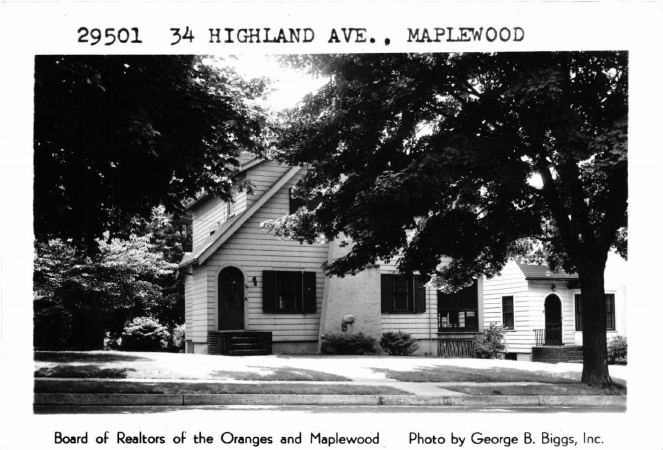 29501 34 HIGHLAND AVE., MAPLEWOOD
Board of Realtors of the Oranges and Maplewood Photo by George B. Biggs, Inc.